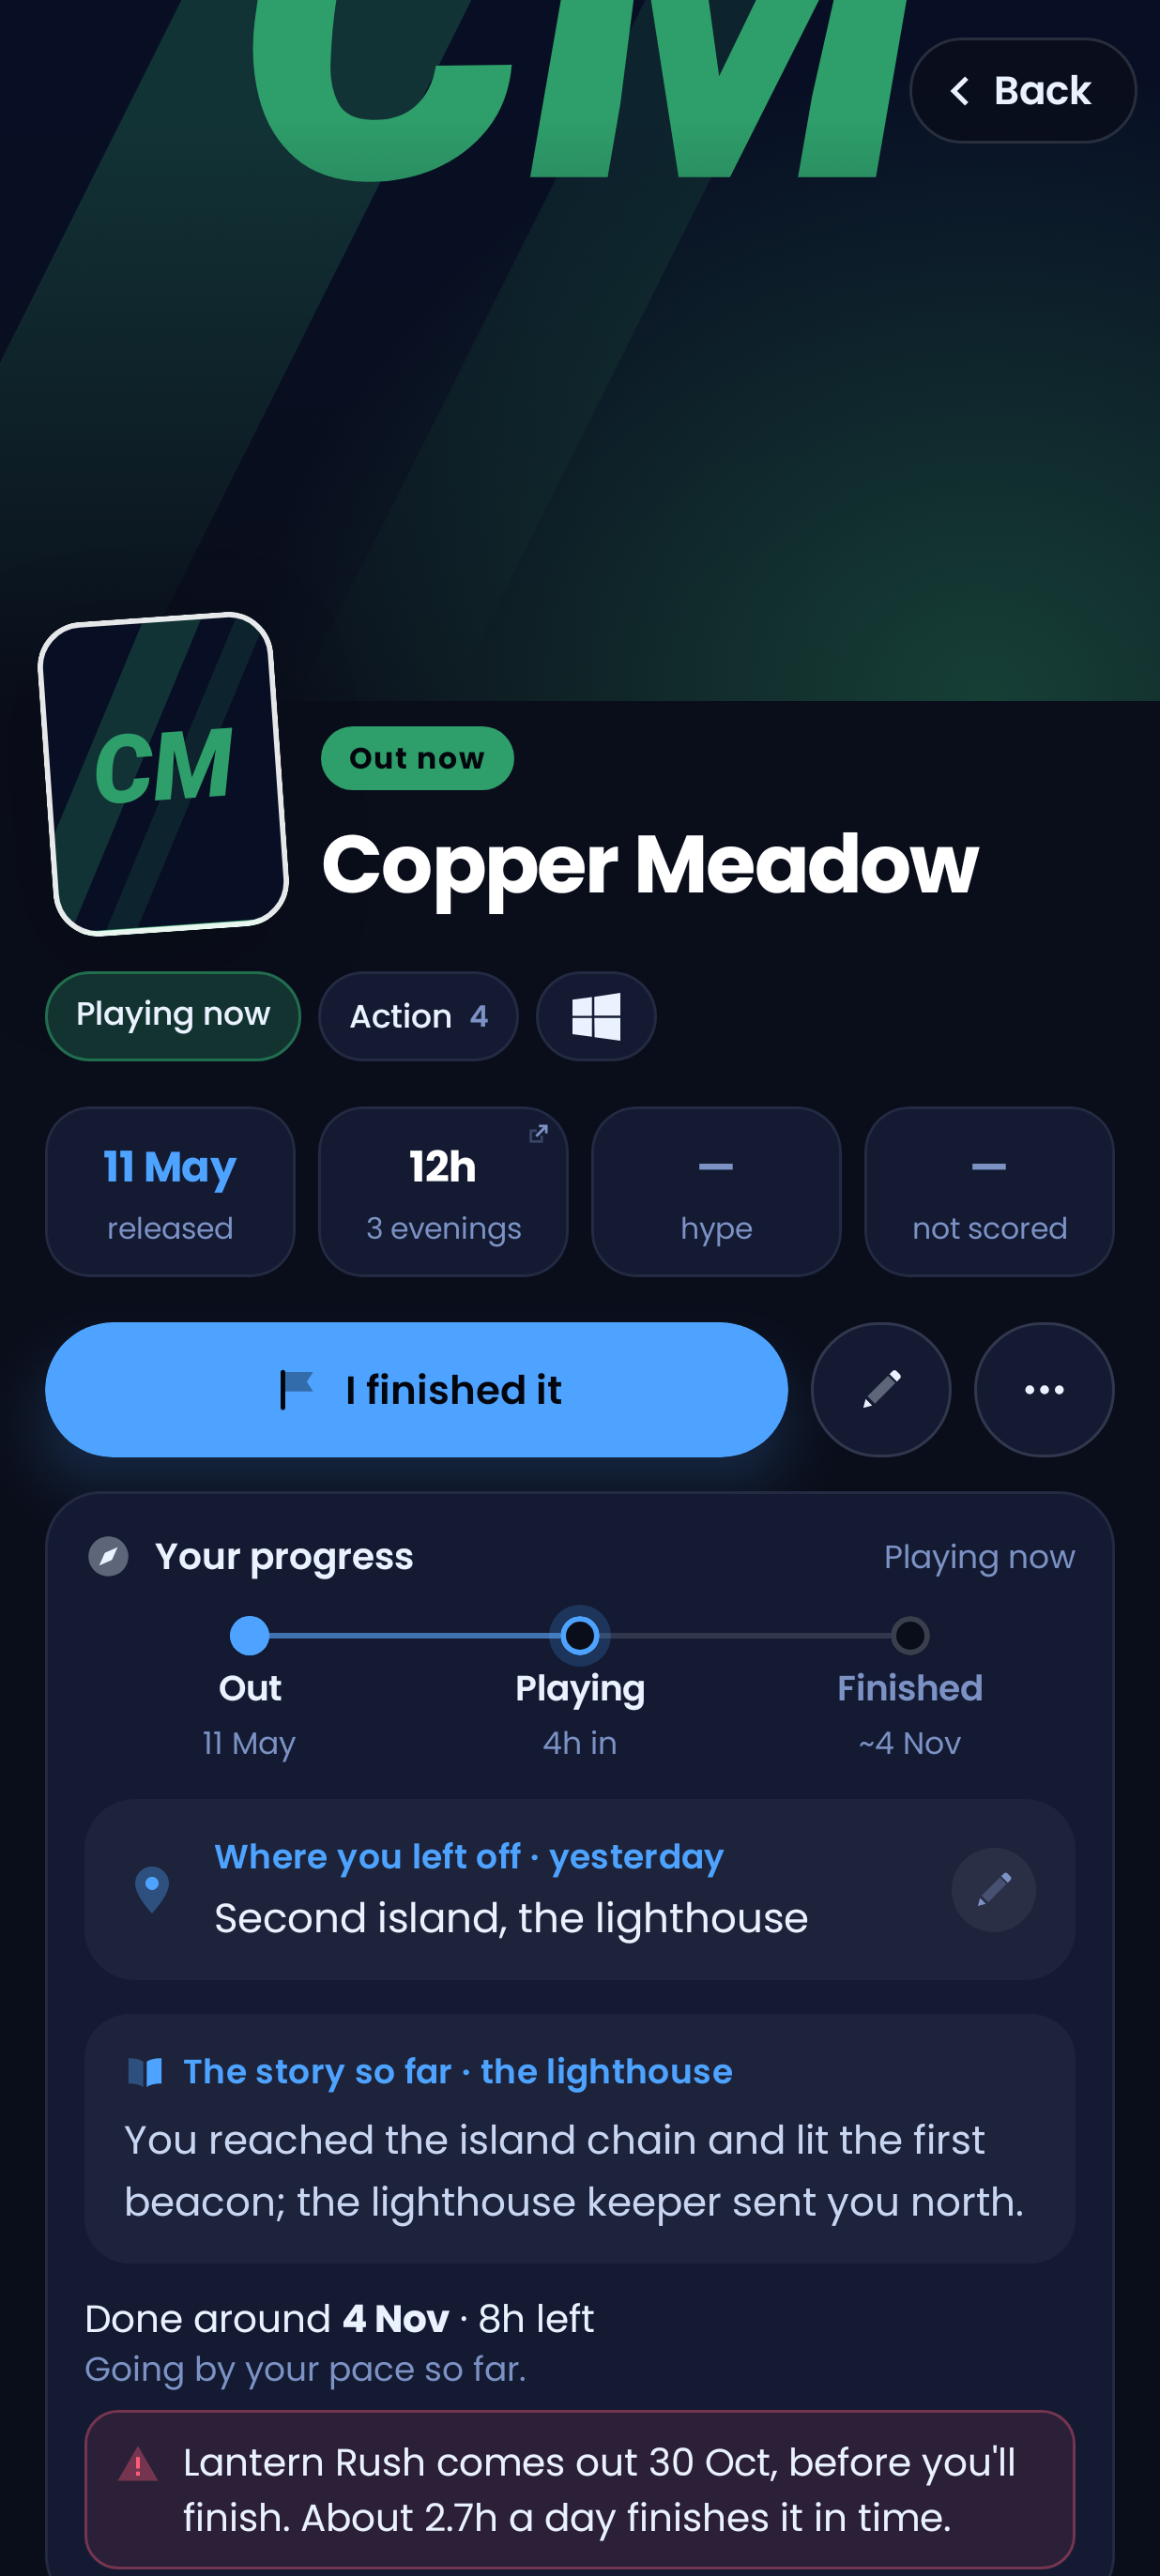 CM
Back
CM
Out now
Copper Meadow
Playing now
Action 4
11 May
released
12h
3 evenings
—
hype
—
not scored
I finished it
Your progress
Playing now
Out
Playing
Finished
11 May
4h in
~4 Nov
Where you left off · yesterday
Second island, the lighthouse
The story so far · the lighthouse
You reached the island chain and lit the first
beacon; the lighthouse keeper sent you north.
Done around 4 Nov · 8h left
Going by your pace so far.
Lantern Rush comes out 30 Oct, before you'll
finish. About 2.7h a day finishes it in time.